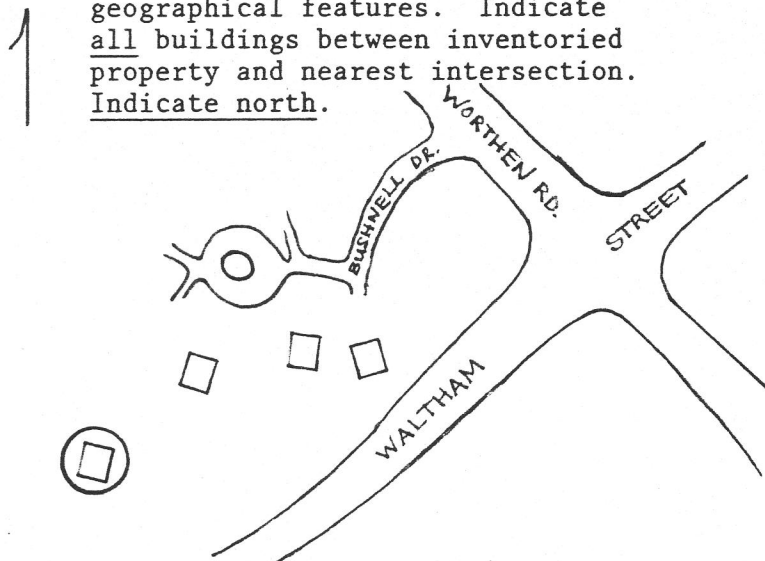 geographical features. Indicate
all buildings between inventoried
property and nearest intersection.
Indicate north.
WORTHEN RD.
BUSHNELL DR.
STREET
WALTHAM